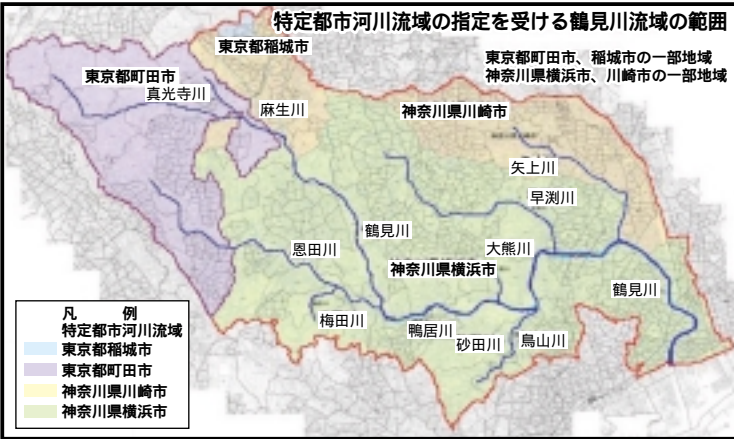 特定都市河川流域の指定を受ける鶴見川流域の範囲
東京都町田市、稲城市の一部地域
神奈川県横浜市、川崎市の一部地域
東京都稲城市
東京都町田市
真光寺川
麻生川
神奈川県川崎市
矢上川
早渕川
鶴見川
恩田川
大熊川
神奈川県横浜市
鶴見川
梅田川
鴨居川
砂田川
鳥山川
凡 例
特定都市河川流域
東京都稲城市
東京都町田市
神奈川県川崎市
神奈川県横浜市